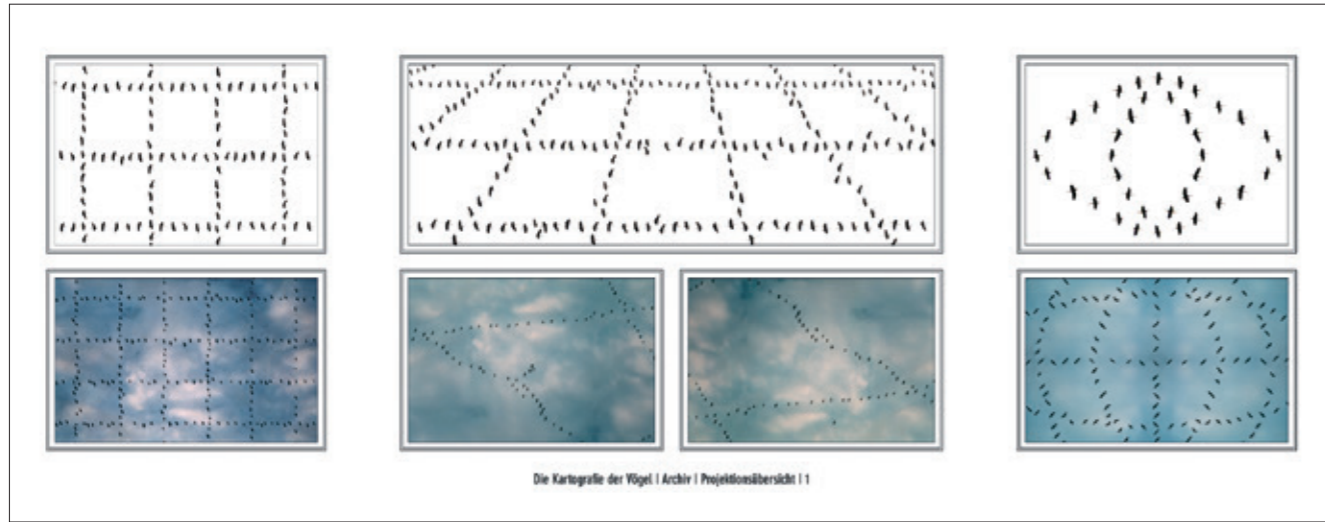 Die Kartografie der Vögel | Archiv | Projektionsübersicht | 1